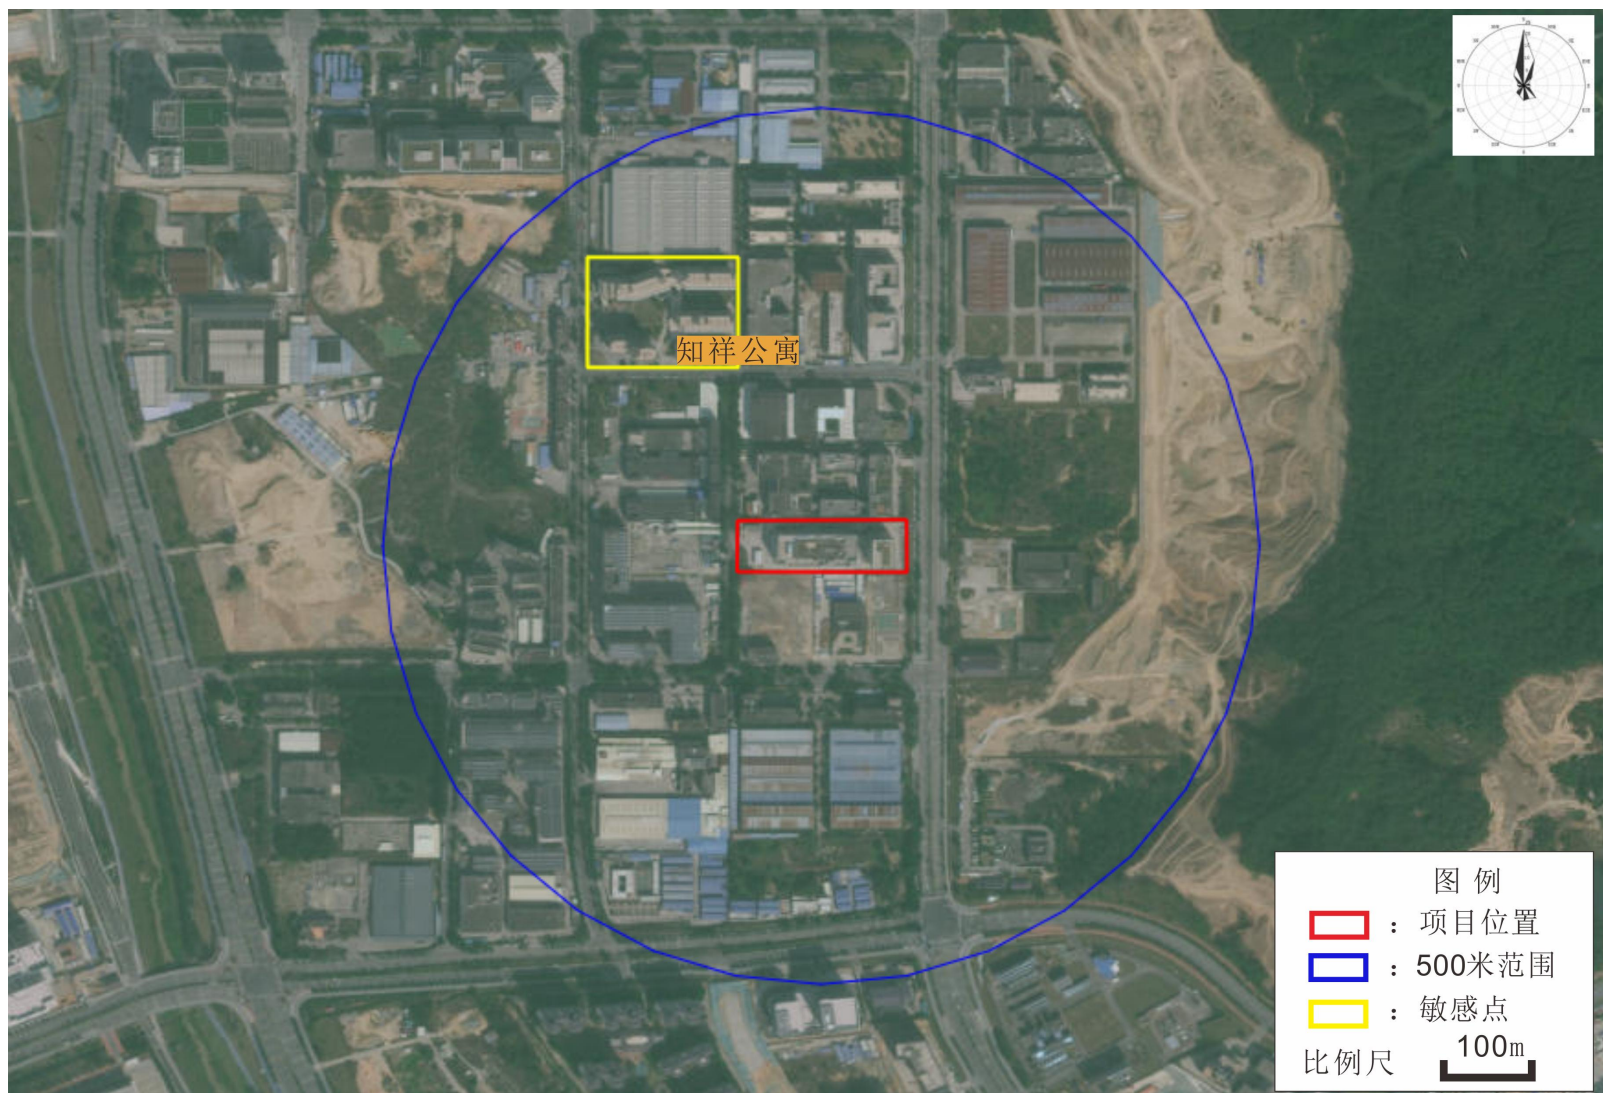 知祥公寓
图例
：项目位置
：500米范围
：敏感点
比例尺 100m